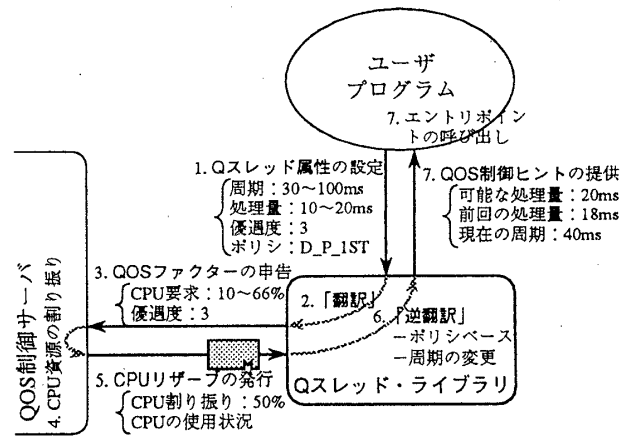 ユーザ
プログラム
7. エントリポイン
トの呼び出し
1. Qスレッド属性の設定
周期：30～100ms
処理量：10～20ms
優遇度：3
ポリシ：D_P_1ST
7. QOS制御ヒントの提供
可能な処理量：20ms
前回の処理量：18ms
現在の周期：40ms
QOS制御サーバ
4. CPU資源の割り振り
3. QOSファクターの申告
CPU要求：10～66%
優遇度：3
2.「翻訳」
6.「逆翻訳」
－ポリシベース
－周期の変更
Qスレッド・ライブラリ
5. CPUリザーブの発行
CPU割り振り：50%
CPUの使用状況